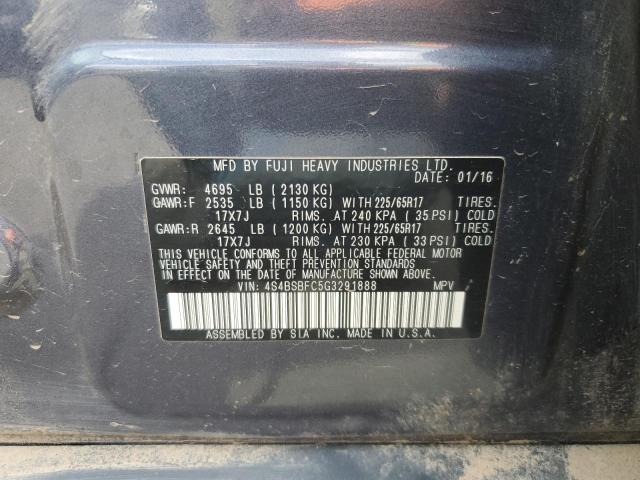 MFD BY FUJI HEAVY INDUSTRIES LTD.
DATE: 01/16
GVWR: 4695 LB ( 2130 KG)
GAWR:F 2535 LB ( 1150 KG) WITH 225/65R17 TIRES.
17X7J RIMS. AT 240 KPA ( 35 PSI) COLD
GAWR:R 2645 LB ( 1200 KG) WITH 225/65R17 TIRES.
17X7J RIMS. AT 230 KPA ( 33 PSI) COLD
THIS VEHICLE CONFORMS TO ALL APPLICABLE FEDERAL MOTOR
VEHICLE SAFETY, BUMPER, AND THEFT PREVENTION STANDARDS
IN EFFECT ON THE DATE OF MANUFACTURE SHOWN ABOVE.
VIN: 4S4BSBFC5G3291888 MPV
ASSEMBLED BY SIA INC. MADE IN U.S.A.